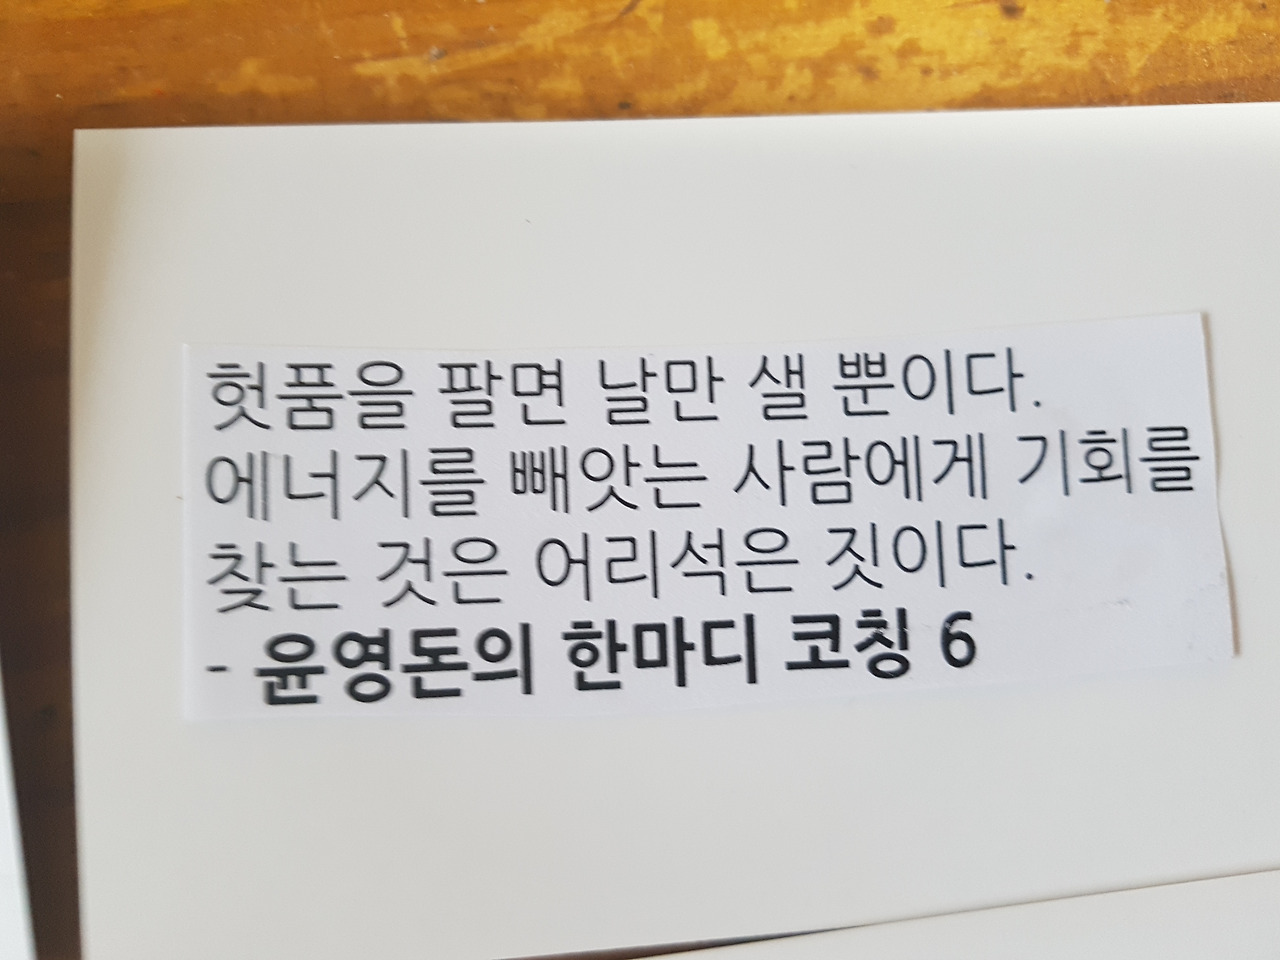 헛품을 팔면 날만 샐 뿐이다.
에너지를 빼앗는 사람에게 기회를
찾는 것은 어리석은 짓이다.
- 윤영돈의 한마디 코칭 6